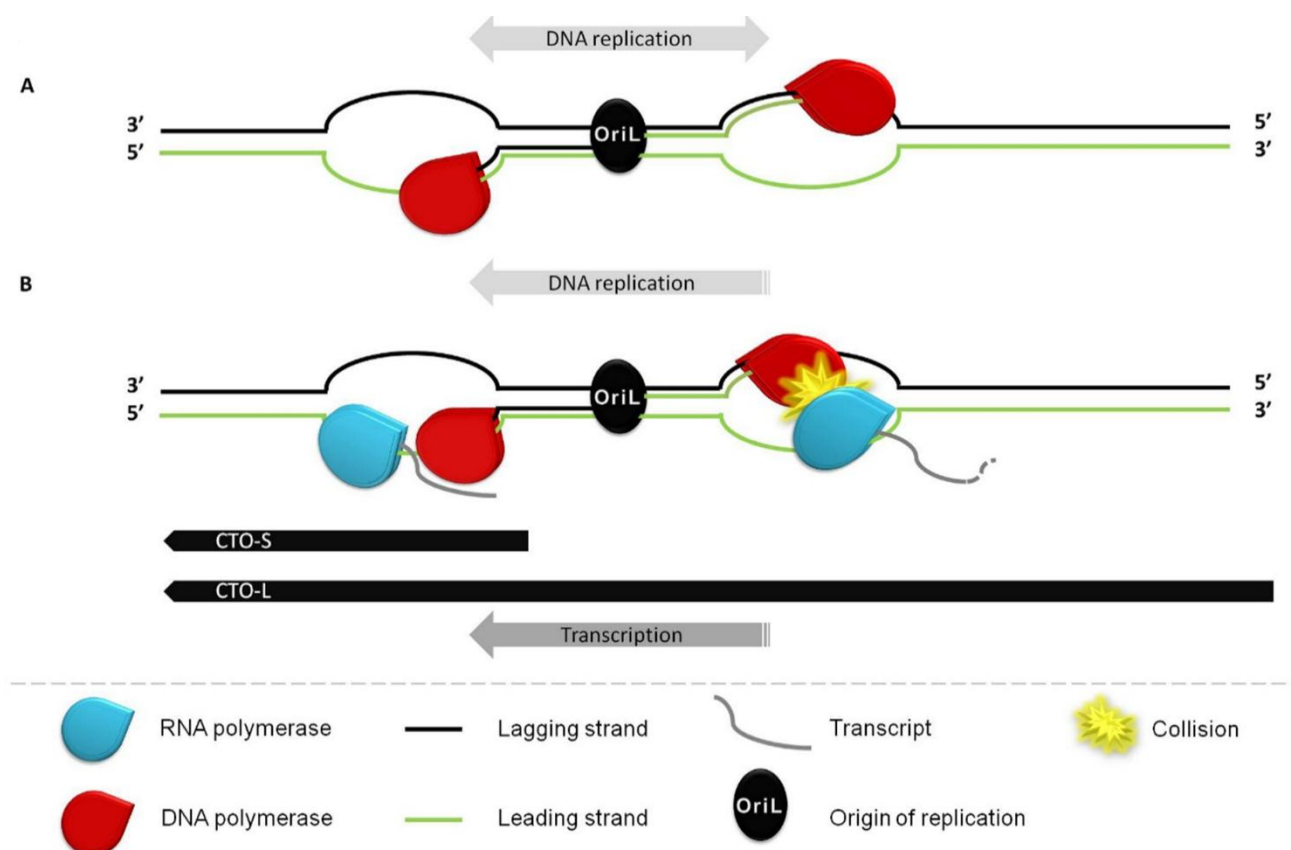 DNA replication
A
3’
5’
OriL
5’
3’
DNA replication
B
3’
5’
OriL
5’
3’
CTO-S
CTO-L
Transcription
RNA polymerase
Lagging strand
Transcript
Collision
DNA polymerase
Leading strand
OriL
Origin of replication